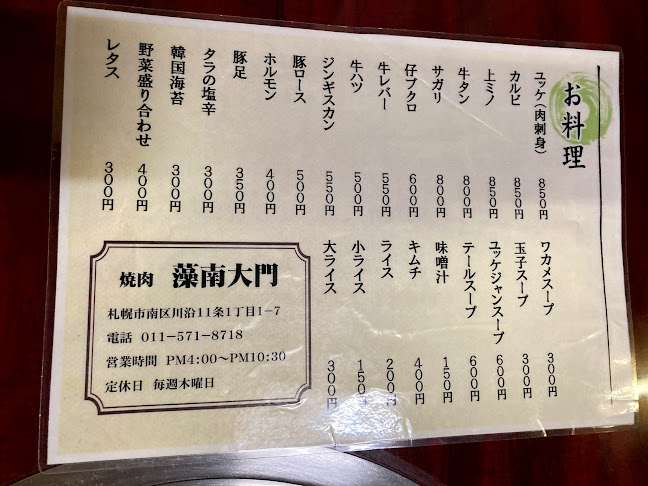 お料理
ユッケ(肉刺身) 850円
カルビ 850円
上ミノ 850円
牛タン 800円
サガリ 800円
仔ブクロ 600円
牛レバー 550円
牛ハツ 500円
ジンギスカン 550円
豚ロース 500円
ホルモン 400円
豚足 350円
タラの塩辛 300円
韓国海苔 300円
野菜盛り合わせ 400円
レタス 300円
ワカメスープ 300円
玉子スープ 300円
ユッケジャンスープ 600円
テールスープ 600円
味噌汁 150円
キムチ 400円
ライス 200円
小ライス 150円
大ライス 300円
焼肉 藻南大門
札幌市南区川沿11条1丁目1-7
電話 011-571-8718
営業時間 PM4:00〜PM10:30
定休日 毎週木曜日